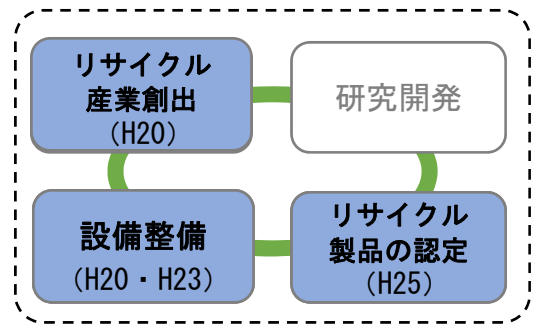 リサイクル
産業創出
（H20）
研究開発
設備整備
（H20・H23）
リサイクル
製品の認定
（H25）